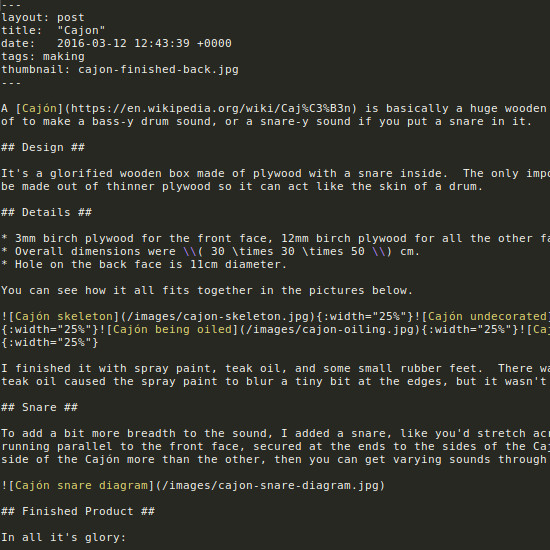 ---
layout: post
title:  "Cajon"
date:   2016-03-12 12:43:39 +0000
tags: making
thumbnail: cajon-finished-back.jpg
---
A [Cajón](https://en.wikipedia.org/wiki/Caj%C3%B3n) is basically a huge wooden
of to make a bass-y drum sound, or a snare-y sound if you put a snare in it.
## Design ##
It's a glorified wooden box made of plywood with a snare inside.  The only
be made out of thinner plywood so it can act like the skin of a drum.
## Details ##
* 3mm birch plywood for the front face, 12mm birch plywood for all the other
* Overall dimensions were \\( 30 \times 30 \times 50 \\) cm.
* Hole on the back face is 11cm diameter.
You can see how it all fits together in the pictures below.
![Cajón skeleton](/images/cajon-skeleton.jpg){:width="25%"}![Cajón undecorated]
{:width="25%"}![Cajón being oiled](/images/cajon-oiling.jpg){:width="25%"}![
{:width="25%"}
I finished it with spray paint, teak oil, and some small rubber feet.  There
teak oil caused the spray paint to blur a tiny bit at the edges, but it wasn't
## Snare ##
To add a bit more breadth to the sound, I added a snare, like you'd stretch
running parallel to the front face, secured at the ends to the sides of the
side of the Cajón more than the other, then you can get varying sounds through
![Cajón snare diagram](/images/cajon-snare-diagram.jpg)
## Finished Product ##
In all it's glory: